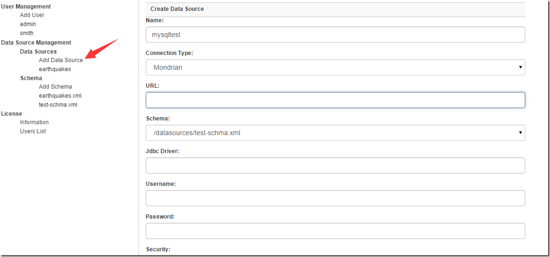 User Management
Add User
admin
smith
Data Source Management
Data Sources
Add Data Source
earthquakes
Schema
Add Schema
earthquakes.xml
test-schma.xml
License
Information
Users List
Create Data Source
Name:
mysqltest
Connection Type:
Mondrian
URL:
Schema:
/datasources/test-schma.xml
Jdbc Driver:
Username:
Password:
Security: